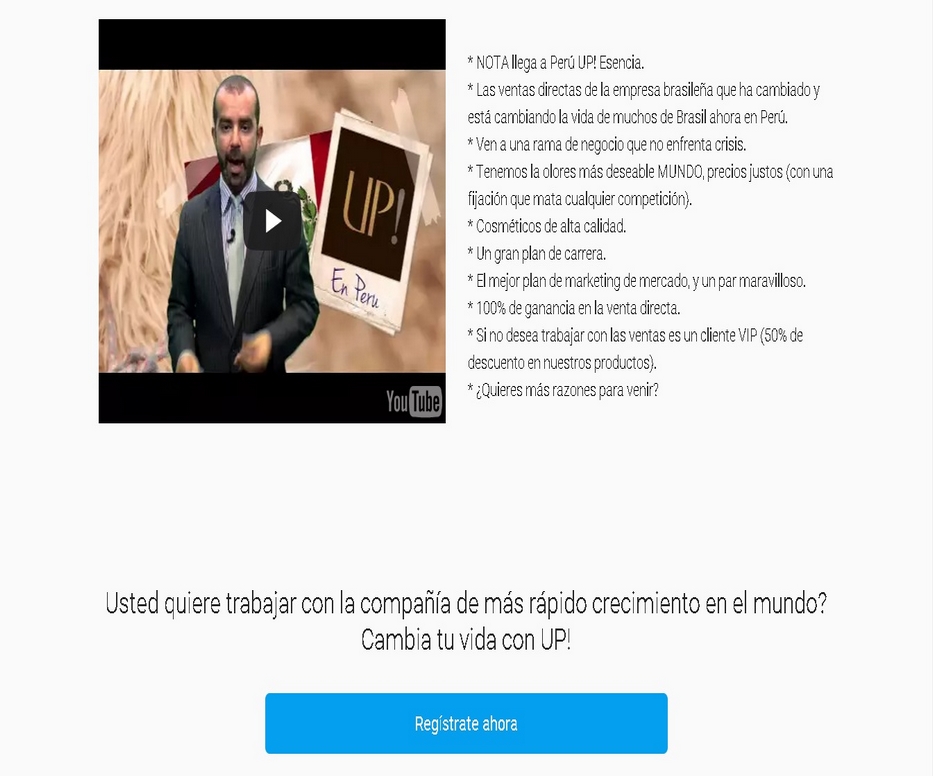 * NOTA llega a Perú UP! Esencia.
* Las ventas directas de la empresa brasileña que ha cambiado y
está cambiando la vida de muchos de Brasil ahora en Perú.
* Ven a una rama de negocio que no enfrenta crisis.
* Tenemos la olores más deseable MUNDO, precios justos (con una
fijación que mata cualquier competición).
* Cosméticos de alta calidad.
* Un gran plan de carrera.
* El mejor plan de marketing de mercado, y un par maravilloso.
* 100% de ganancia en la venta directa.
* Si no desea trabajar con las ventas es un cliente VIP (50% de
descuento en nuestros productos).
* ¿Quieres más razones para venir?
UP!
En Peru
YouTube
Usted quiere trabajar con la compañía de más rápido crecimiento en el mundo?
Cambia tu vida con UP!
Regístrate ahora